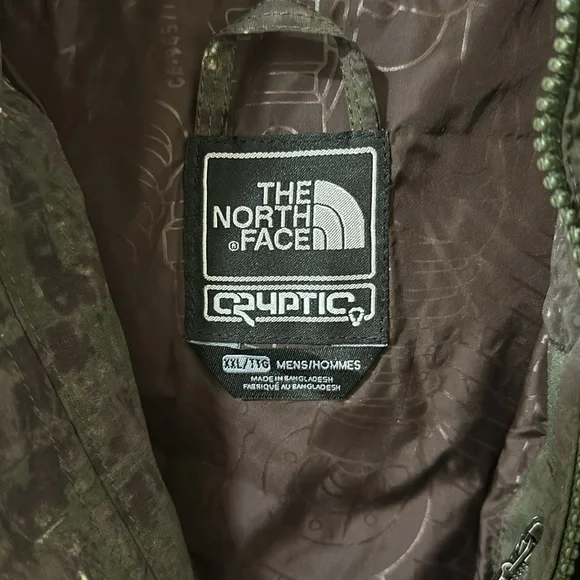 THE
NORTH
FACE
®
CRYPTIC
XXL/TTG MENS/HOMMES
MADE IN BANGLADESH
FABRIQUÉ AU BANGLADESH